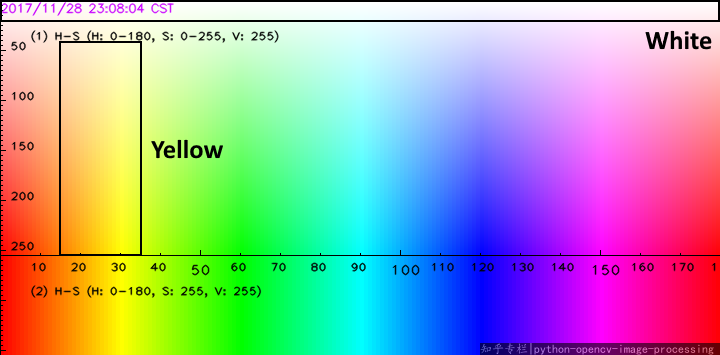 2017/11/28 23:08:04 CST
(1) H-S (H: 0-180, S: 0-255, V: 255)
White
50
100
Yellow
150
200
250
10 20 30 40 50 60 70 80 90 100 110 120 130 140 150 160 170 18
(2) H-S (H: 0-180, S: 255, V: 255)
知乎专栏|python-opencv-image-processing